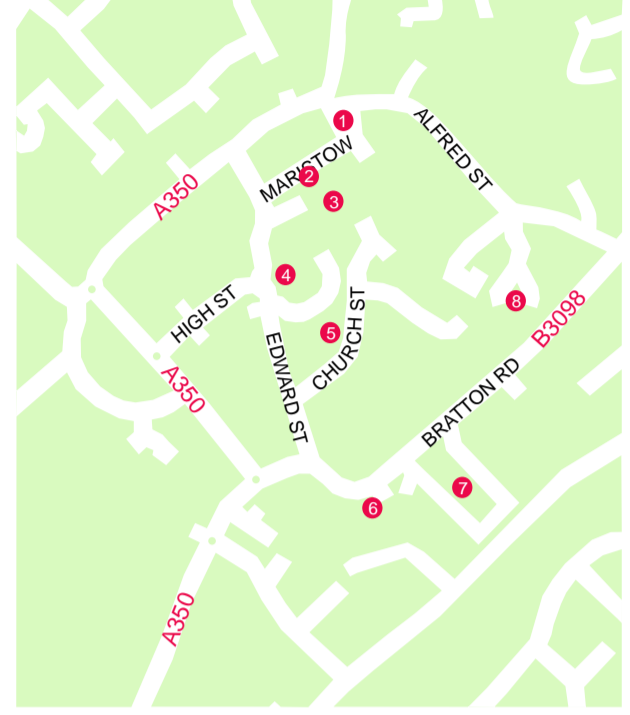 1
ALFRED ST
MARISTOW
2
A350
3
4
8
HIGH ST
CHURCH ST
B3098
5
EDWARD ST
A350
BRATTON RD
7
6
A350